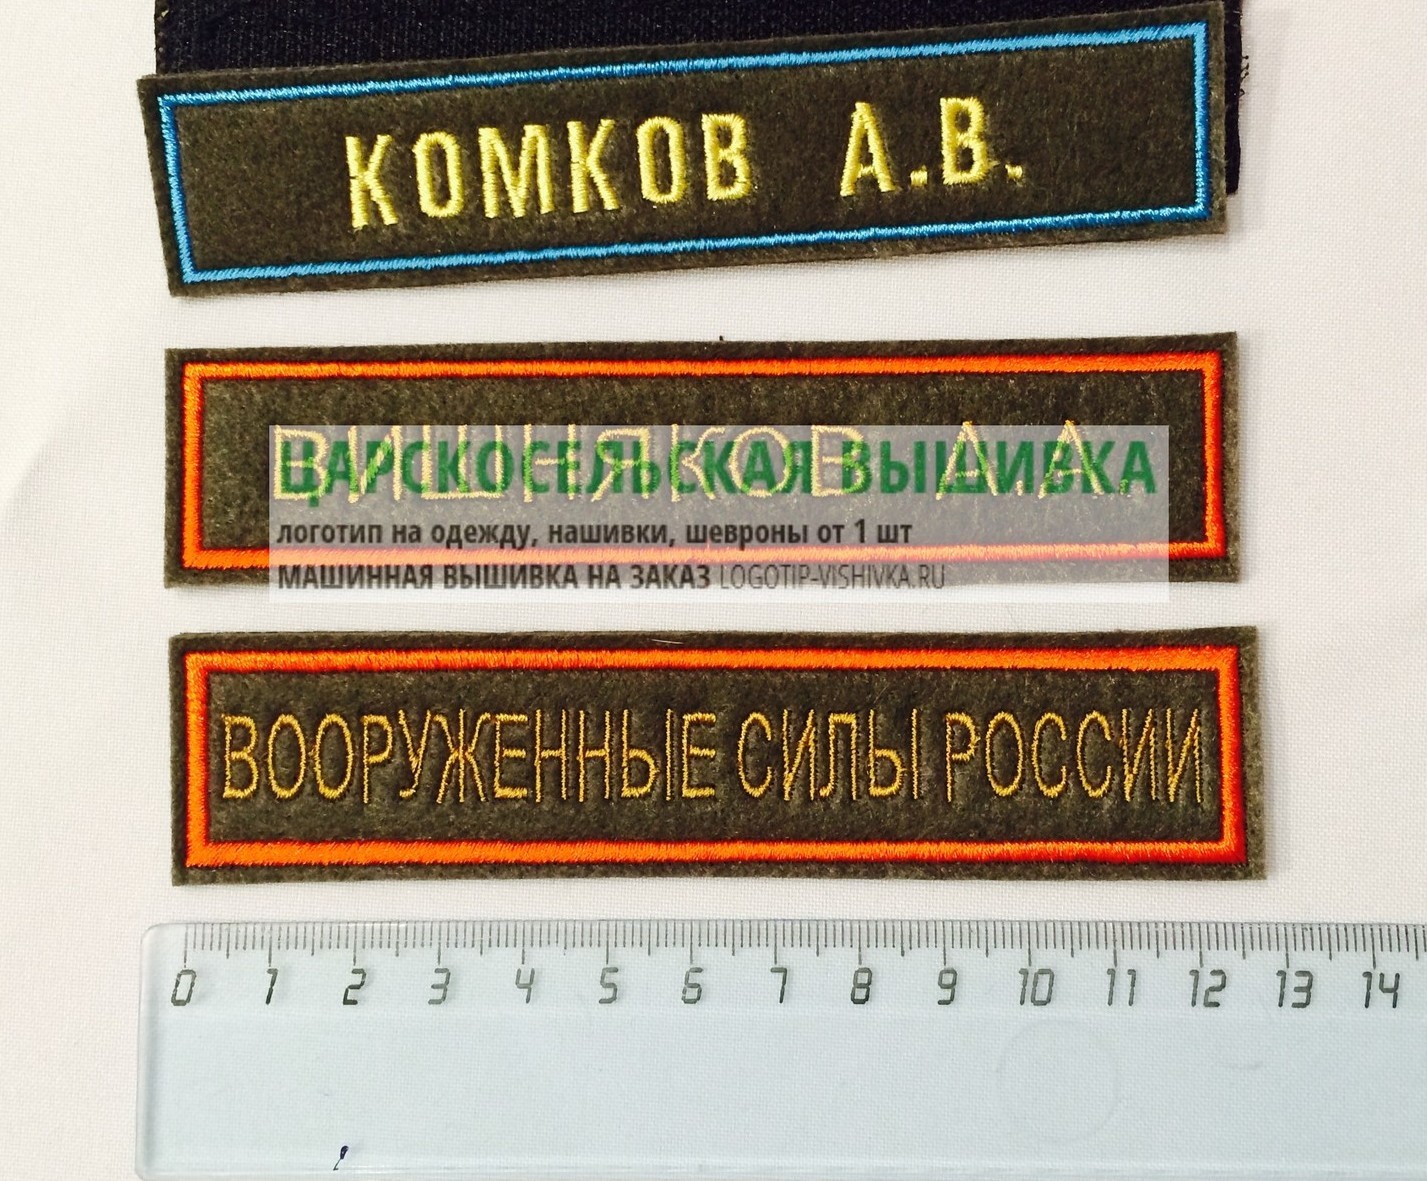 КОМКОВ А.В.
ВИШНЯКОВ А.А.
ЦАРСКОСЕЛЬСКАЯ ВЫШИВКА
логотип на одежду, нашивки, шевроны от 1 шт
МАШИННАЯ ВЫШИВКА НА ЗАКАЗ LOGOTIP-VISHIVKA.RU
ВООРУЖЕННЫЕ СИЛЫ РОССИИ
0 1 2 3 4 5 6 7 8 9 10 11 12 13 14